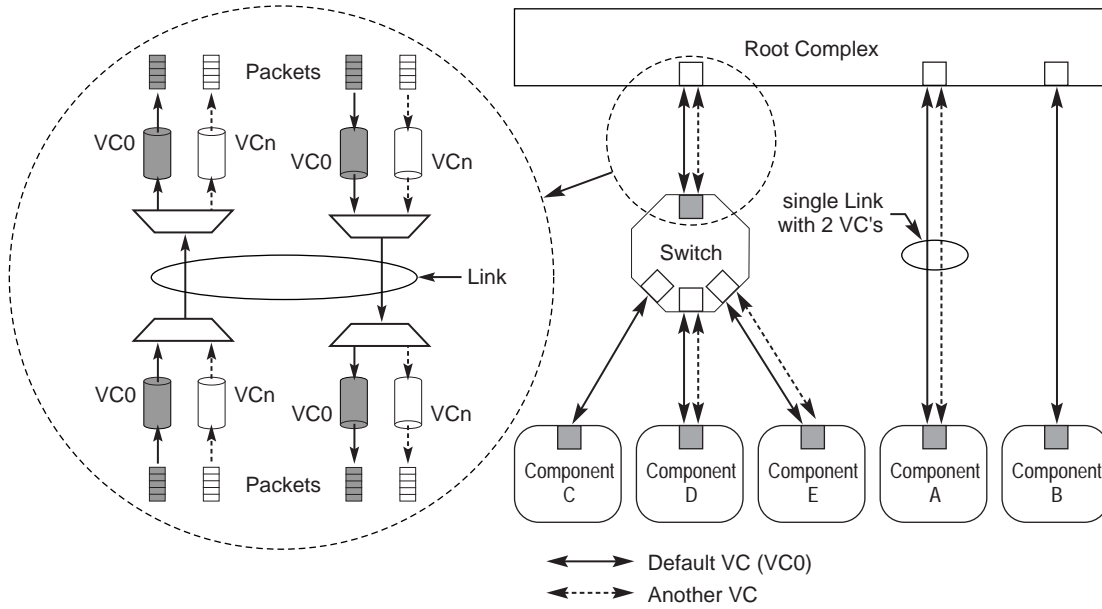 Packets
VC0
VCn
VC0
VCn
Link
VC0
VCn
VC0
VCn
Packets
Root Complex
single Link
with 2 VC's
Switch
Component
C
Component
D
Component
E
Component
A
Component
B
Default VC (VC0)
Another VC